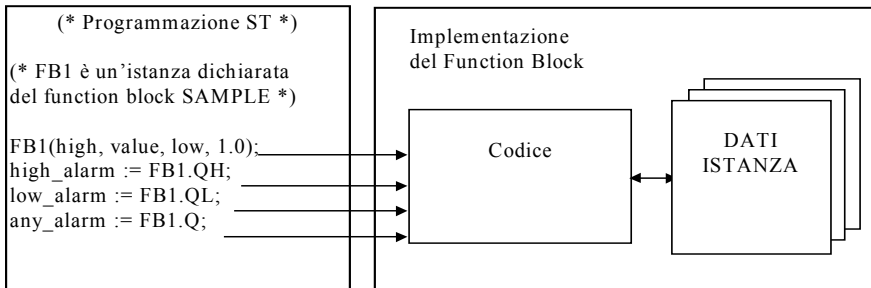 (* Programmazione ST *)
(* FB1 è un'istanza dichiarata
del function block SAMPLE *)
FB1(high, value, low, 1.0);
high_alarm := FB1.QH;
low_alarm := FB1.QL;
any_alarm := FB1.Q;
Implementazione
del Function Block
Codice
DATI
ISTANZA